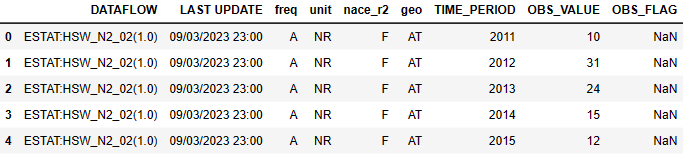 DATAFLOW LAST UPDATE freq unit nace_r2 geo TIME_PERIOD OBS_VALUE OBS_FLAG
0 ESTAT:HSW_N2_02(1.0) 09/03/2023 23:00 A NR F AT 2011 10 NaN
1 ESTAT:HSW_N2_02(1.0) 09/03/2023 23:00 A NR F AT 2012 31 NaN
2 ESTAT:HSW_N2_02(1.0) 09/03/2023 23:00 A NR F AT 2013 24 NaN
3 ESTAT:HSW_N2_02(1.0) 09/03/2023 23:00 A NR F AT 2014 15 NaN
4 ESTAT:HSW_N2_02(1.0) 09/03/2023 23:00 A NR F AT 2015 12 NaN